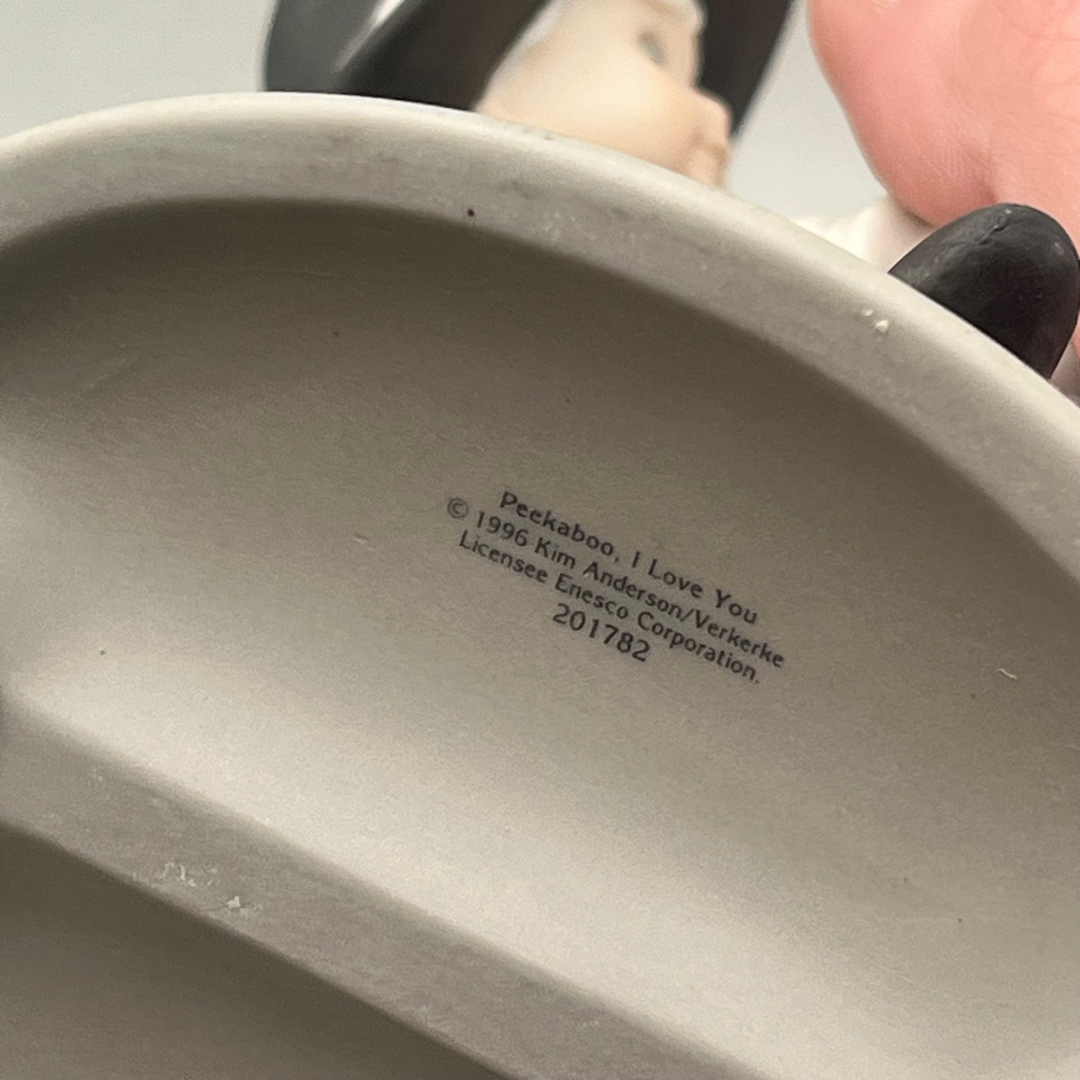 Peekaboo, I Love You
© 1996 Kim Anderson/Verkerke
Licensee Enesco Corporation.
201782